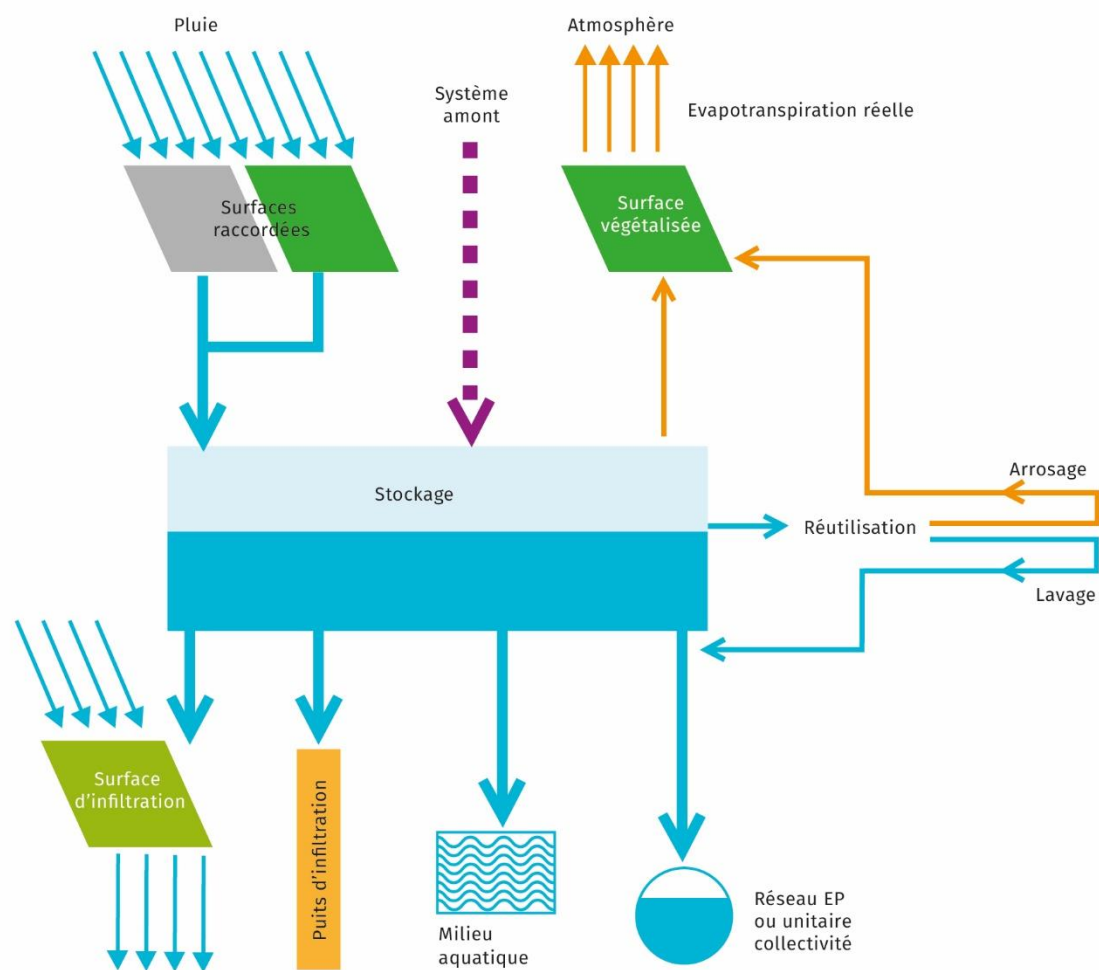 Pluie
Atmosphère
Système
amont
Evapotranspiration réelle
Surfaces
raccordées
Surface
végétalisée
Stockage
Arrosage
Réutilisation
Lavage
Surface
d'infiltration
Puits d'infiltration
Milieu
aquatique
Réseau EP
ou unitaire
collectivité